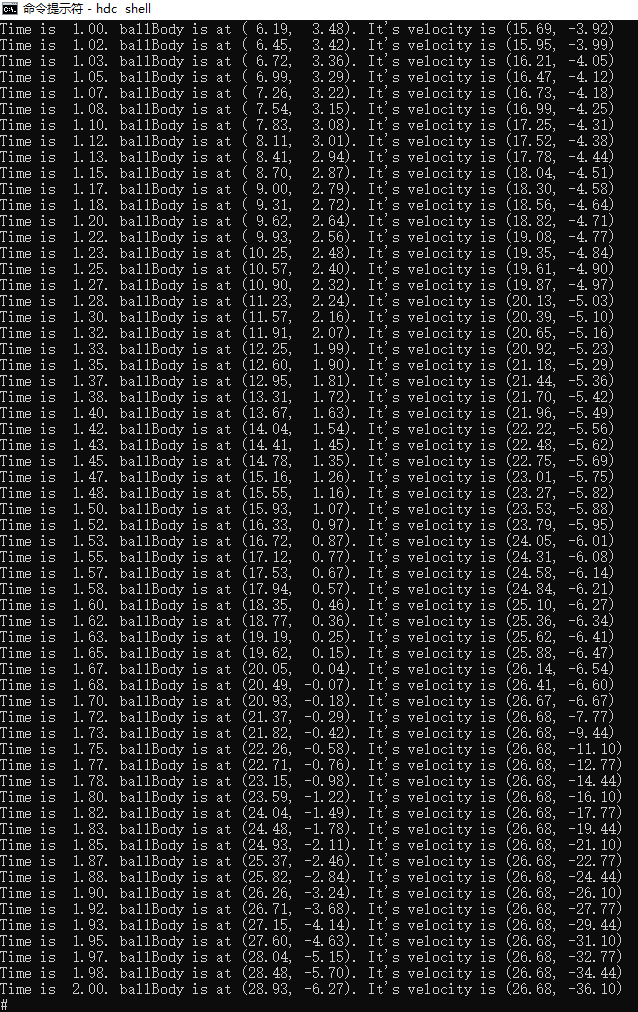 命令提示符 - hdc shell
Time is  1.00. ballBody is at ( 6.19,  3.48). It's velocity is (15.69, -3.92)
Time is  1.02. ballBody is at ( 6.45,  3.42). It's velocity is (15.95, -3.99)
Time is  1.03. ballBody is at ( 6.72,  3.36). It's velocity is (16.21, -4.05)
Time is  1.05. ballBody is at ( 6.99,  3.29). It's velocity is (16.47, -4.12)
Time is  1.07. ballBody is at ( 7.26,  3.22). It's velocity is (16.73, -4.18)
Time is  1.08. ballBody is at ( 7.54,  3.15). It's velocity is (16.99, -4.25)
Time is  1.10. ballBody is at ( 7.83,  3.08). It's velocity is (17.25, -4.31)
Time is  1.12. ballBody is at ( 8.11,  3.01). It's velocity is (17.52, -4.38)
Time is  1.13. ballBody is at ( 8.41,  2.94). It's velocity is (17.78, -4.44)
Time is  1.15. ballBody is at ( 8.70,  2.87). It's velocity is (18.04, -4.51)
Time is  1.17. ballBody is at ( 9.00,  2.79). It's velocity is (18.30, -4.58)
Time is  1.18. ballBody is at ( 9.31,  2.72). It's velocity is (18.56, -4.64)
Time is  1.20. ballBody is at ( 9.62,  2.64). It's velocity is (18.82, -4.71)
Time is  1.22. ballBody is at ( 9.93,  2.56). It's velocity is (19.08, -4.77)
Time is  1.23. ballBody is at (10.25,  2.48). It's velocity is (19.35, -4.84)
Time is  1.25. ballBody is at (10.57,  2.40). It's velocity is (19.61, -4.90)
Time is  1.27. ballBody is at (10.90,  2.32). It's velocity is (19.87, -4.97)
Time is  1.28. ballBody is at (11.23,  2.24). It's velocity is (20.13, -5.03)
Time is  1.30. ballBody is at (11.57,  2.16). It's velocity is (20.39, -5.10)
Time is  1.32. ballBody is at (11.91,  2.07). It's velocity is (20.65, -5.16)
Time is  1.33. ballBody is at (12.25,  1.99). It's velocity is (20.92, -5.23)
Time is  1.35. ballBody is at (12.60,  1.90). It's velocity is (21.18, -5.29)
Time is  1.37. ballBody is at (12.95,  1.81). It's velocity is (21.44, -5.36)
Time is  1.38. ballBody is at (13.31,  1.72). It's velocity is (21.70, -5.42)
Time is  1.40. ballBody is at (13.67,  1.63). It's velocity is (21.96, -5.49)
Time is  1.42. ballBody is at (14.04,  1.54). It's velocity is (22.22, -5.56)
Time is  1.43. ballBody is at (14.41,  1.45). It's velocity is (22.48, -5.62)
Time is  1.45. ballBody is at (14.78,  1.35). It's velocity is (22.75, -5.69)
Time is  1.47. ballBody is at (15.16,  1.26). It's velocity is (23.01, -5.75)
Time is  1.48. ballBody is at (15.55,  1.16). It's velocity is (23.27, -5.82)
Time is  1.50. ballBody is at (15.93,  1.07). It's velocity is (23.53, -5.88)
Time is  1.52. ballBody is at (16.33,  0.97). It's velocity is (23.79, -5.95)
Time is  1.53. ballBody is at (16.72,  0.87). It's velocity is (24.05, -6.01)
Time is  1.55. ballBody is at (17.12,  0.77). It's velocity is (24.31, -6.08)
Time is  1.57. ballBody is at (17.53,  0.67). It's velocity is (24.58, -6.14)
Time is  1.58. ballBody is at (17.94,  0.57). It's velocity is (24.84, -6.21)
Time is  1.60. ballBody is at (18.35,  0.46). It's velocity is (25.10, -6.27)
Time is  1.62. ballBody is at (18.77,  0.36). It's velocity is (25.36, -6.34)
Time is  1.63. ballBody is at (19.19,  0.25). It's velocity is (25.62, -6.41)
Time is  1.65. ballBody is at (19.62,  0.15). It's velocity is (25.88, -6.47)
Time is  1.67. ballBody is at (20.05,  0.04). It's velocity is (26.14, -6.54)
Time is  1.68. ballBody is at (20.49, -0.07). It's velocity is (26.41, -6.60)
Time is  1.70. ballBody is at (20.93, -0.18). It's velocity is (26.67, -6.67)
Time is  1.72. ballBody is at (21.37, -0.29). It's velocity is (26.68, -7.77)
Time is  1.73. ballBody is at (21.82, -0.42). It's velocity is (26.68, -9.44)
Time is  1.75. ballBody is at (22.26, -0.58). It's velocity is (26.68, -11.10)
Time is  1.77. ballBody is at (22.71, -0.76). It's velocity is (26.68, -12.77)
Time is  1.78. ballBody is at (23.15, -0.98). It's velocity is (26.68, -14.44)
Time is  1.80. ballBody is at (23.59, -1.22). It's velocity is (26.68, -16.10)
Time is  1.82. ballBody is at (24.04, -1.49). It's velocity is (26.68, -17.77)
Time is  1.83. ballBody is at (24.48, -1.78). It's velocity is (26.68, -19.44)
Time is  1.85. ballBody is at (24.93, -2.11). It's velocity is (26.68, -21.10)
Time is  1.87. ballBody is at (25.37, -2.46). It's velocity is (26.68, -22.77)
Time is  1.88. ballBody is at (25.82, -2.84). It's velocity is (26.68, -24.44)
Time is  1.90. ballBody is at (26.26, -3.24). It's velocity is (26.68, -26.10)
Time is  1.92. ballBody is at (26.71, -3.68). It's velocity is (26.68, -27.77)
Time is  1.93. ballBody is at (27.15, -4.14). It's velocity is (26.68, -29.44)
Time is  1.95. ballBody is at (27.60, -4.63). It's velocity is (26.68, -31.10)
Time is  1.97. ballBody is at (28.04, -5.15). It's velocity is (26.68, -32.77)
Time is  1.98. ballBody is at (28.48, -5.70). It's velocity is (26.68, -34.44)
Time is  2.00. ballBody is at (28.93, -6.27). It's velocity is (26.68, -36.10)
#